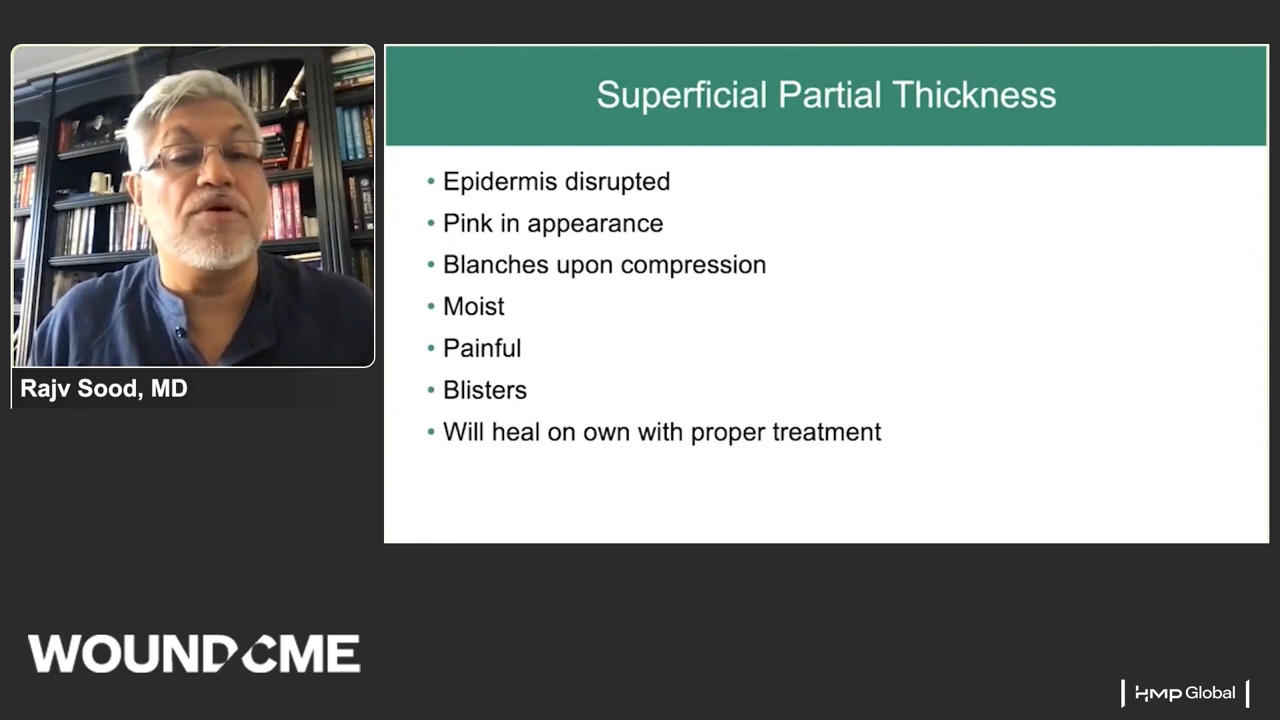 Superficial Partial Thickness
• Epidermis disrupted
• Pink in appearance
• Blanches upon compression
• Moist
• Painful
• Blisters
• Will heal on own with proper treatment
Rajv Sood, MD
WOUNDCME
HMP Global